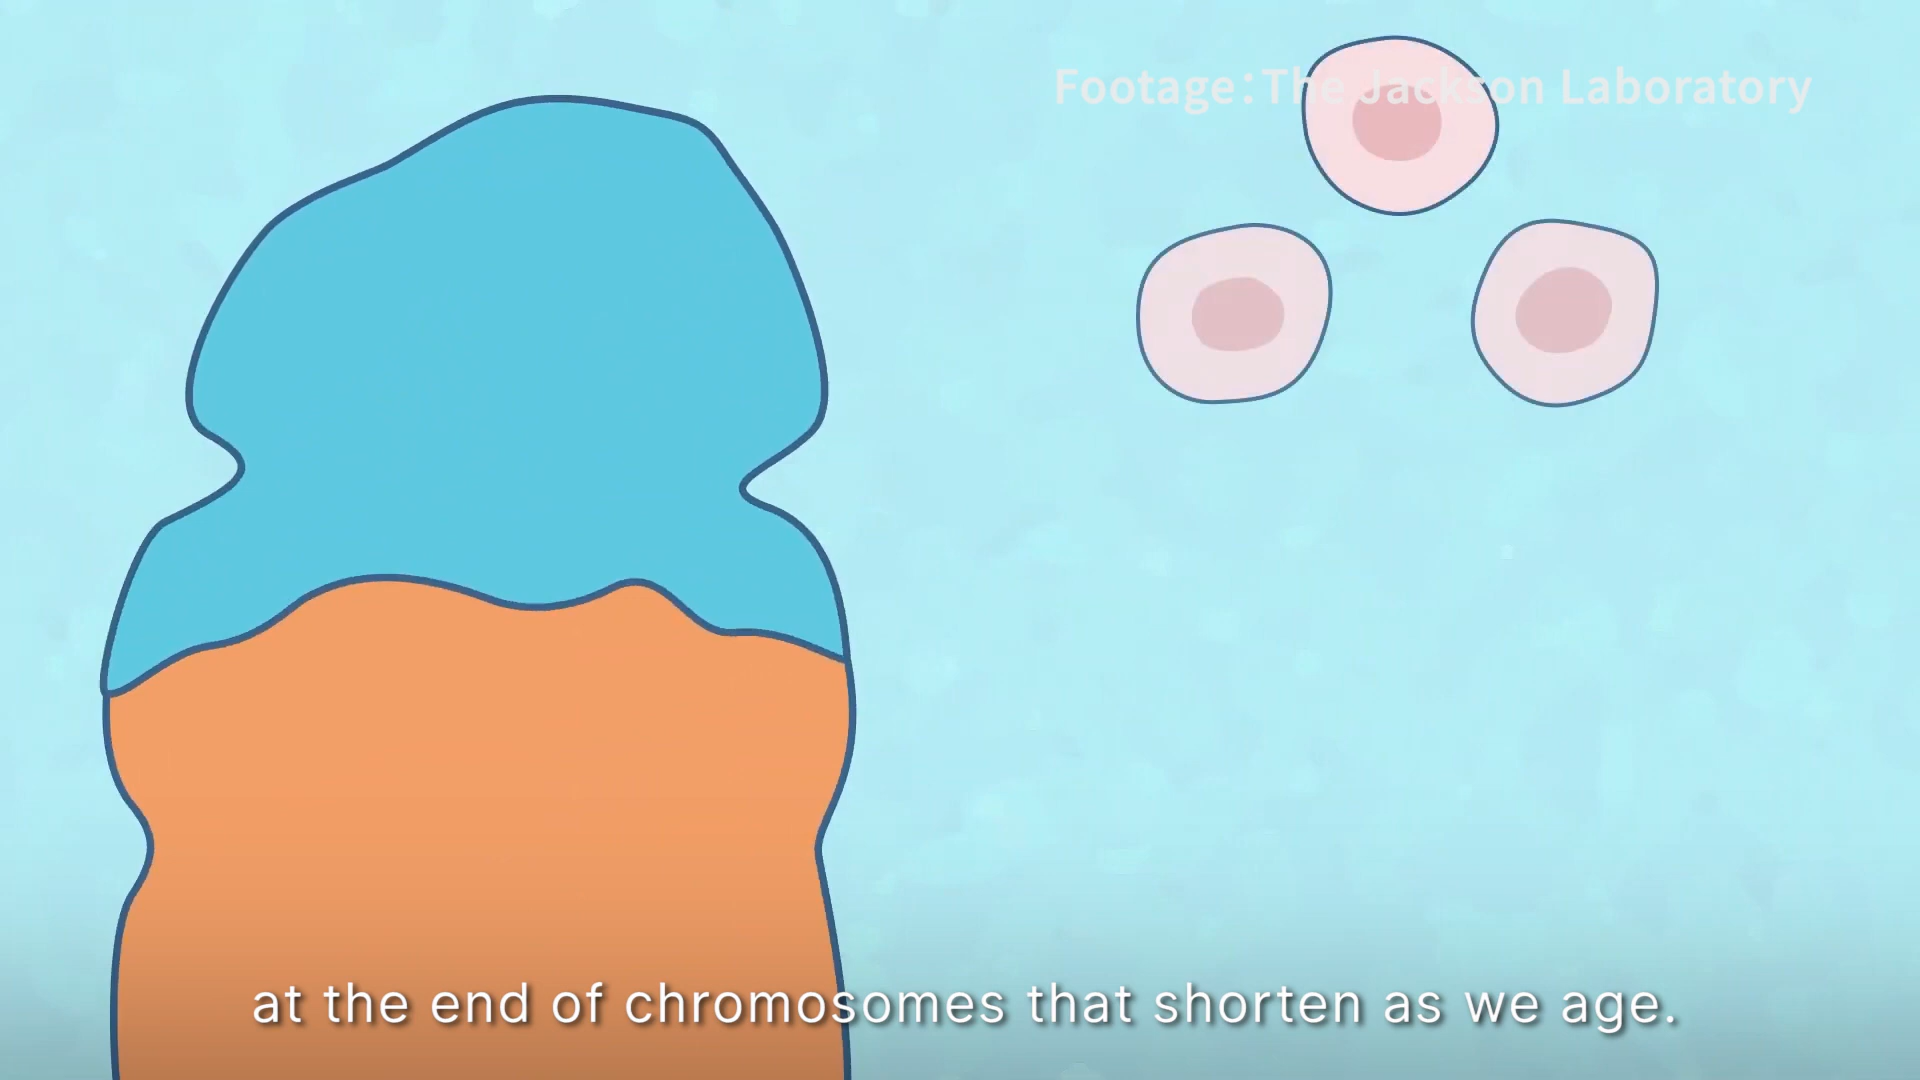 Footage:The Jackson Laboratory
at the end of chromosomes that shorten as we age.